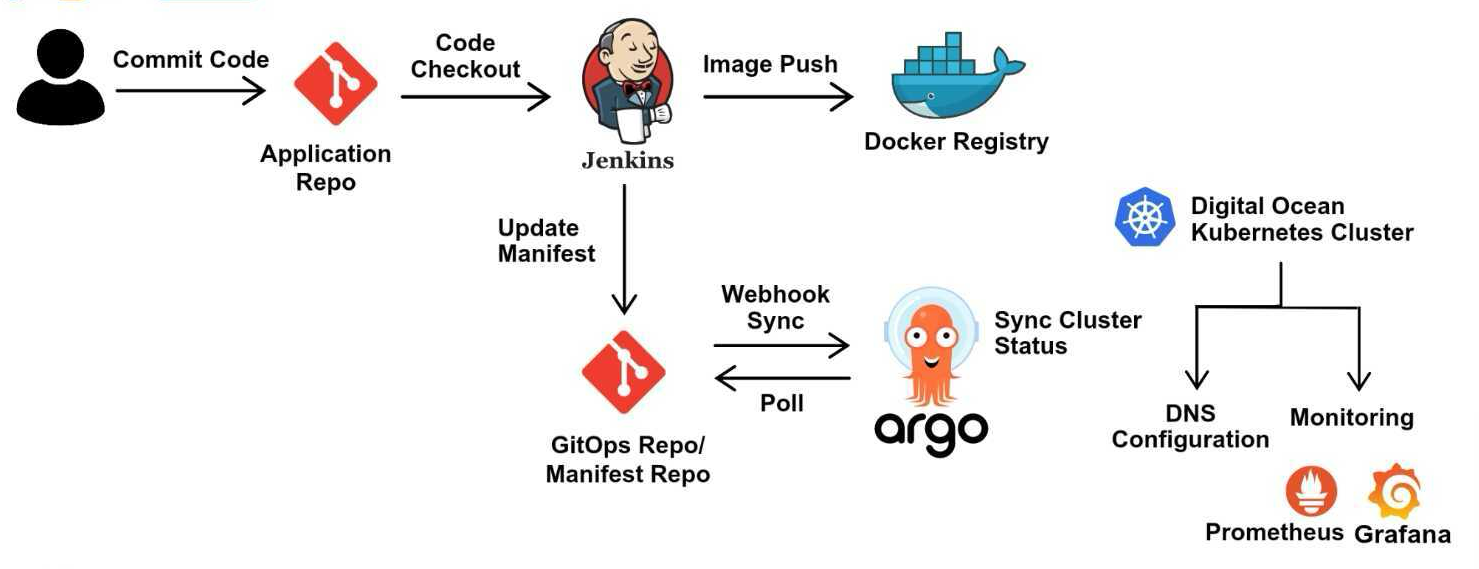 Commit Code
Code
Checkout
Image Push
Application
Repo
Jenkins
Docker Registry
Update
Manifest
Digital Ocean
Kubernetes Cluster
Webhook
Sync
Sync Cluster
Status
Poll
argo
GitOps Repo/
Manifest Repo
DNS
Configuration
Monitoring
Prometheus
Grafana